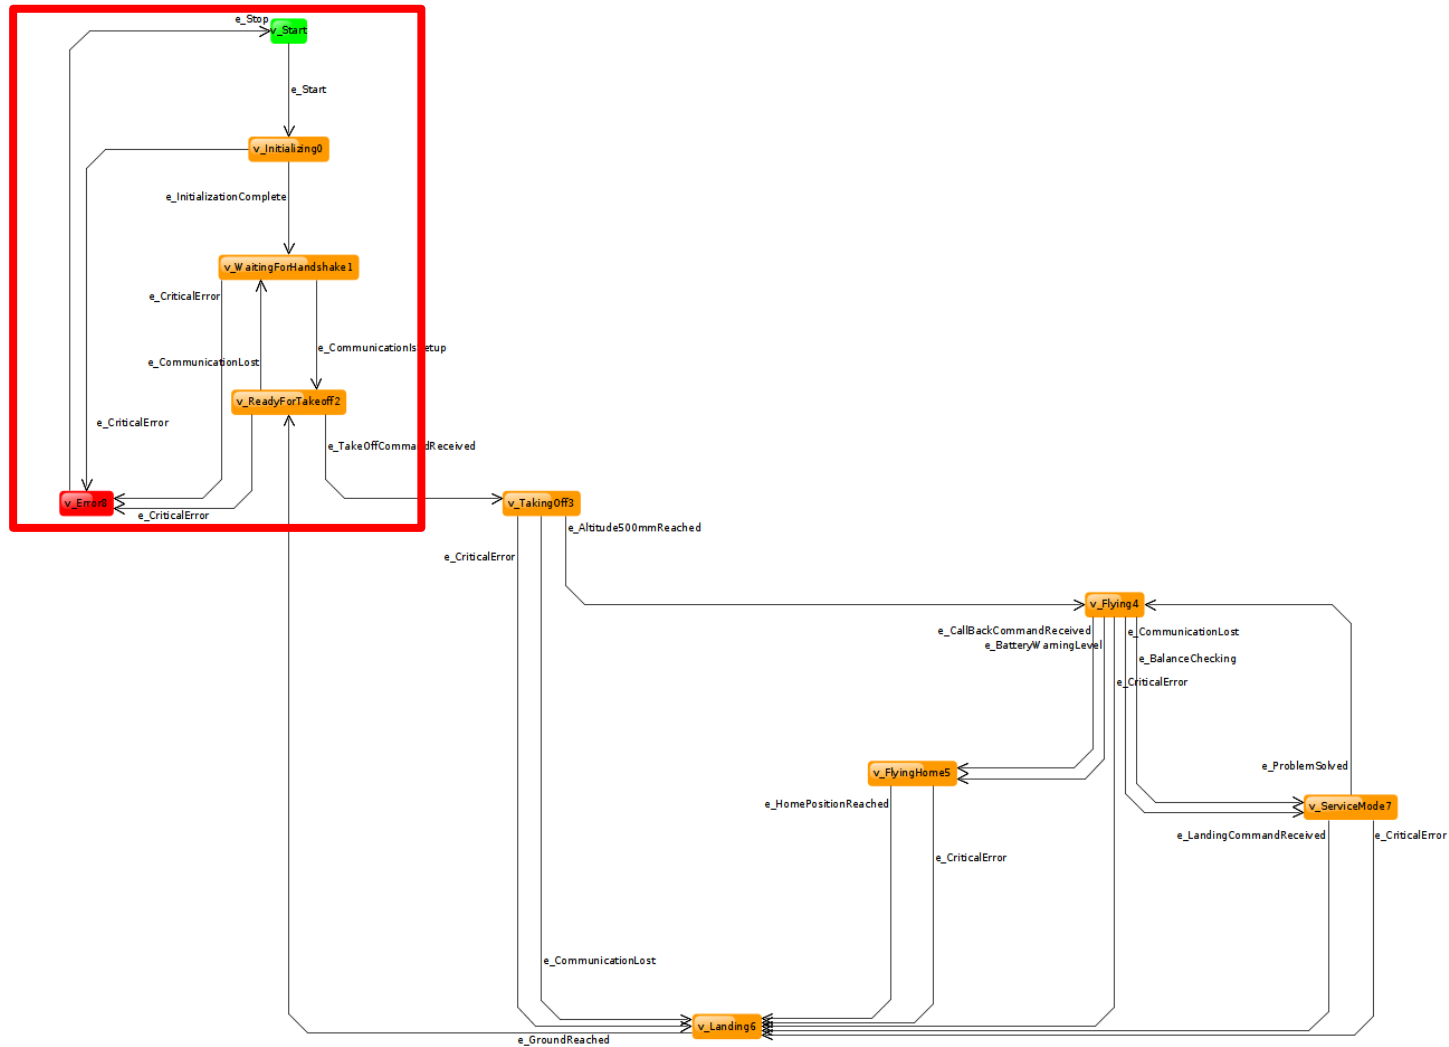 e_Stop
v_Start
e_Start
v_Initializing0
e_InitializationComplete
v_WaitingForHandshake1
e_CriticalError
e_CommunicationIsSetup
e_CommunicationLost
v_ReadyForTakeoff2
e_CriticalError
e_TakeOffCommandReceived
v_Error8
e_CriticalError
v_TakingOff3
e_Altitude500mmReached
e_CriticalError
v_Flying4
e_CallBackCommandReceived
e_CommunicationLost
e_BatteryWarningLevel
e_BalanceChecking
e_CriticalError
e_ProblemSolved
v_FlyingHome5
e_HomePositionReached
v_ServiceMode7
e_LandingCommandReceived
e_CriticalError
e_CriticalError
e_CommunicationLost
v_Landing6
e_GroundReached